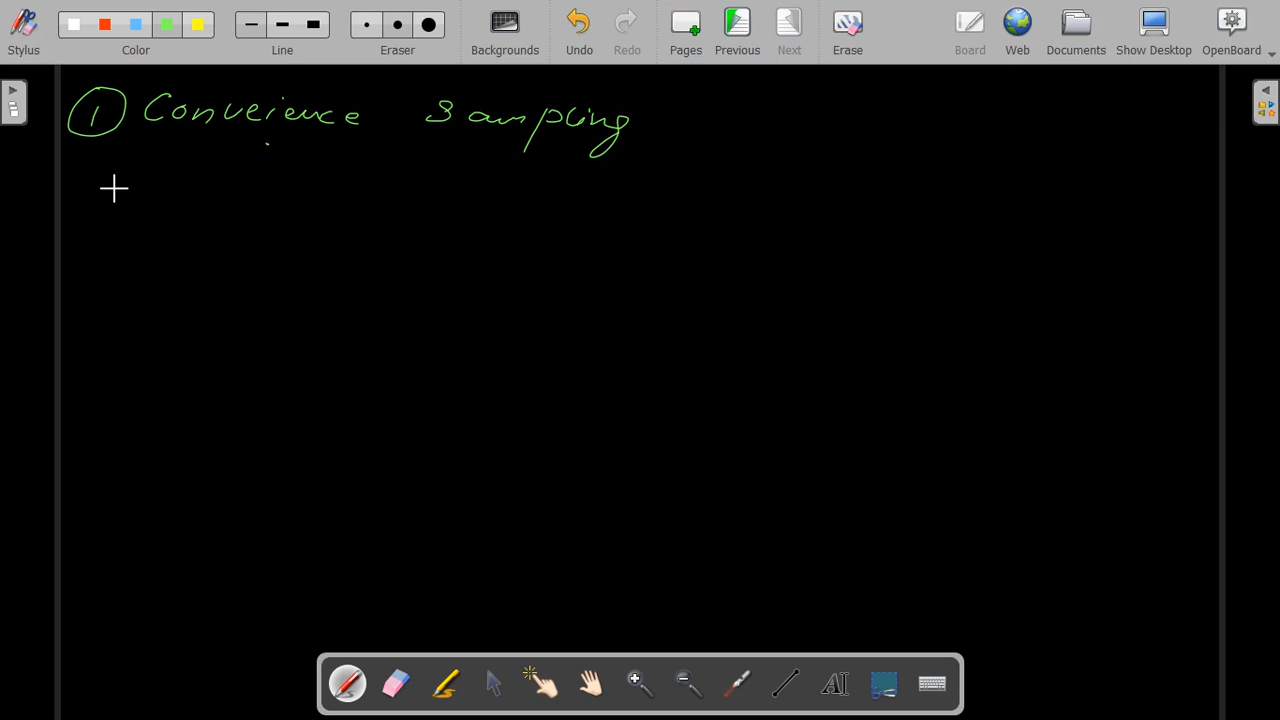 Stylus Color Line Eraser Backgrounds Undo Redo Pages Previous Next Erase Board Web Documents Show Desktop OpenBoard
① Conveience Sampling
AI